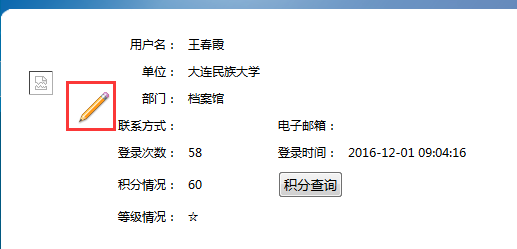 用户名： 王春霞
单位： 大连民族大学
部门： 档案馆
联系方式： 电子邮箱：
登录次数： 58 登录时间： 2016-12-01 09:04:16
积分情况： 60 积分查询
等级情况： ☆